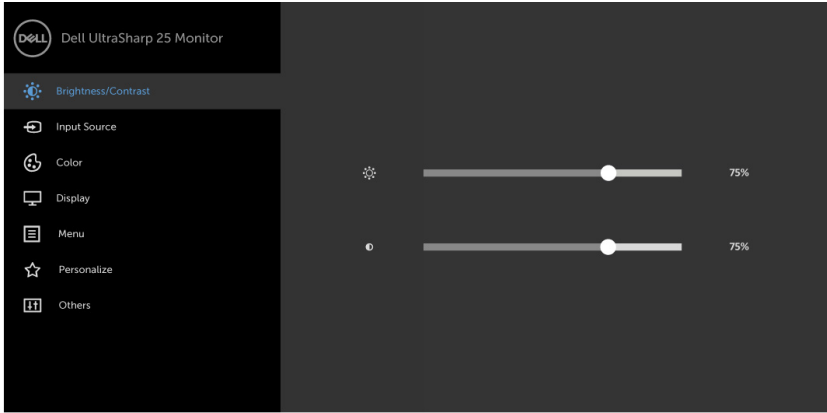 DELL
Dell UltraSharp 25 Monitor
Brightness/Contrast
Input Source
Color
Display
Menu
Personalize
Others
75%
75%